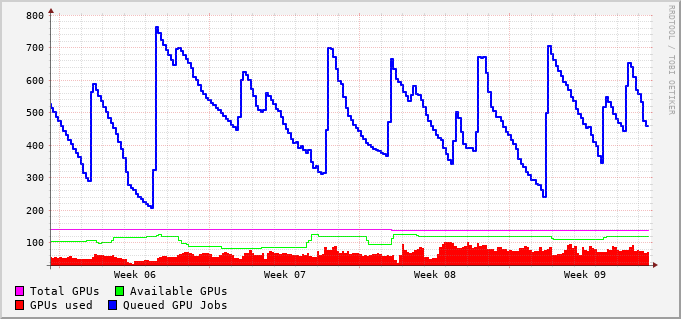 800
700
600
500
400
300
200
100
Week 06 Week 07 Week 08 Week 09
Total GPUs Available GPUs
GPUs used Queued GPU Jobs
RRDTOOL / TOBI OETIKER